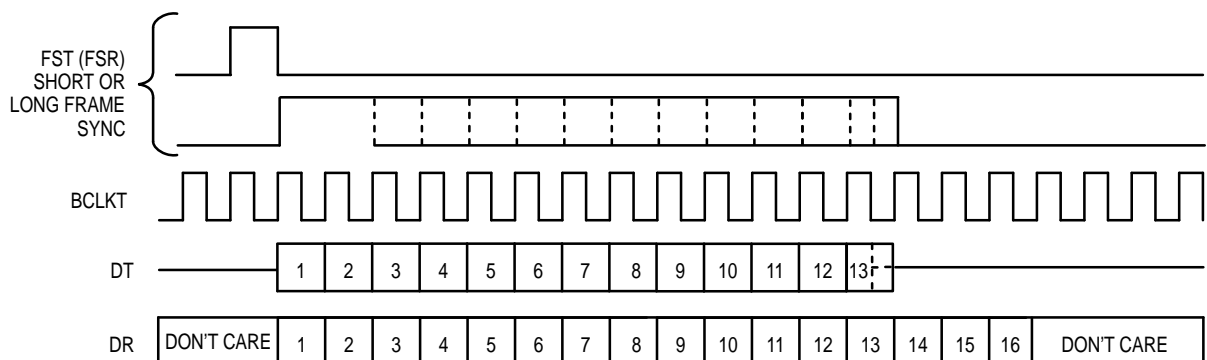 FST (FSR)
SHORT OR
LONG FRAME
SYNC
BCLKT
DT 1 2 3 4 5 6 7 8 9 10 11 12 13
DR DON'T CARE 1 2 3 4 5 6 7 8 9 10 11 12 13 14 15 16 DON'T CARE